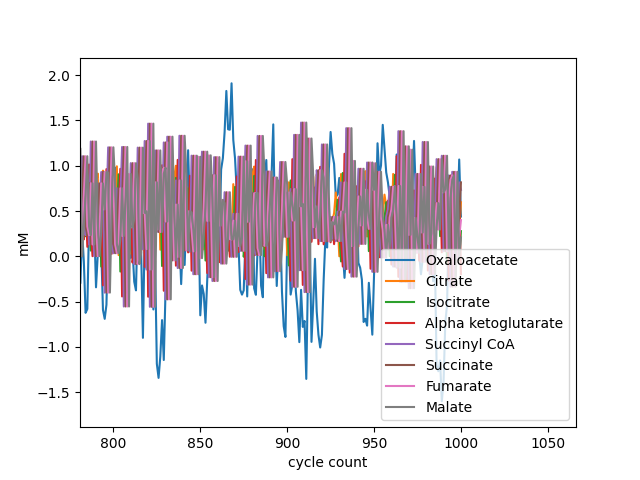 2.0
1.5
1.0
0.5
0.0
−0.5
−1.0
−1.5
mM
Oxaloacetate
Citrate
Isocitrate
Alpha ketoglutarate
Succinyl CoA
Succinate
Fumarate
Malate
800
850
900
950
1000
1050
cycle count